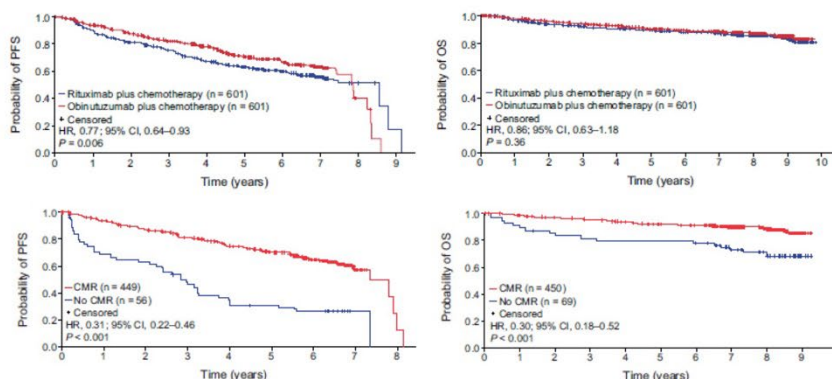 Probability of PFS
1.0
0.8
0.6
0.4
0.2
0.0
Rituximab plus chemotherapy (n = 601)
Obinutuzumab plus chemotherapy (n = 601)
Censored
HR, 0.77; 95% CI, 0.64–0.93
P = 0.006
0 1 2 3 4 5 6 7 8 9
Time (years)
Probability of OS
1.0
0.8
0.6
0.4
0.2
0.0
Rituximab plus chemotherapy (n = 601)
Obinutuzumab plus chemotherapy (n = 601)
Censored
HR, 0.86; 95% CI, 0.63–1.18
P = 0.36
0 1 2 3 4 5 6 7 8 9 10
Time (years)
Probability of PFS
1.0
0.8
0.6
0.4
0.2
0.0
CMR (n = 449)
No CMR (n = 56)
Censored
HR, 0.31; 95% CI, 0.22–0.46
P < 0.001
0 1 2 3 4 5 6 7 8
Time (years)
Probability of OS
1.0
0.8
0.6
0.4
0.2
0.0
CMR (n = 450)
No CMR (n = 69)
Censored
HR, 0.30; 95% CI, 0.18–0.52
P < 0.001
0 1 2 3 4 5 6 7 8 9
Time (years)